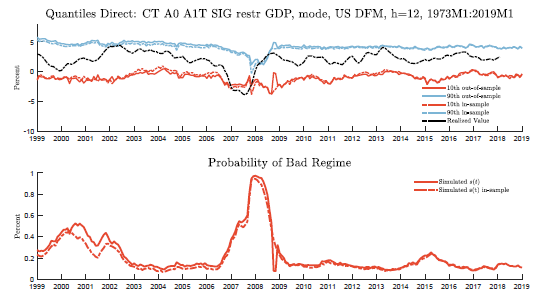 Quantiles Direct: CT A0 A1T SIG restr GDP, mode, US DFM, h=12, 1973M1:2019M1
Percent
5
0
-5
-10
10th out-of-sample
90th out-of-sample
10th in-sample
90th in-sample
Realized Value
1999 2000 2001 2002 2003 2004 2005 2006 2007 2008 2009 2010 2011 2012 2013 2014 2015 2016 2017 2018 2019
Probability of Bad Regime
Percent
1
0.8
0.6
0.4
0.2
0
Simulated s(t)
Simulated s(t) in-sample
1999 2000 2001 2002 2003 2004 2005 2006 2007 2008 2009 2010 2011 2012 2013 2014 2015 2016 2017 2018 2019